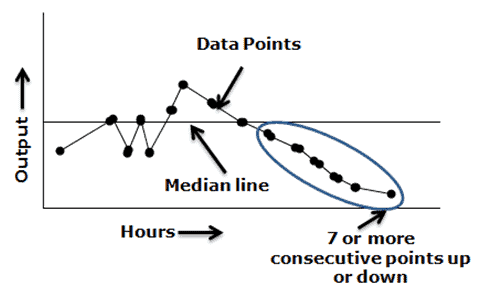 Data Points
Output
Median line
Hours
7 or more
consecutive points up
or down